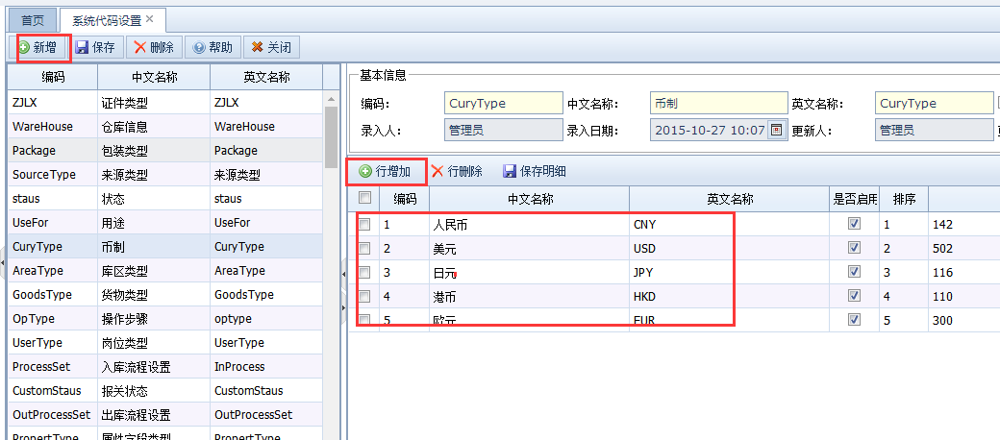 首页 系统代码设置
新增 保存 删除 帮助 关闭
编码 中文名称 英文名称
ZJLX 证件类型 ZJLX
WareHouse 仓库信息 WareHouse
Package 包装类型 Package
SourceType 来源类型 来源类型
staus 状态 staus
UseFor 用途 UseFor
CuryType 币制 CuryType
AreaType 库区类型 AreaType
GoodsType 货物类型 GoodsType
OpType 操作步骤 optype
UserType 岗位类型 UserType
ProcessSet 入库流程设置 InProcess
CustomStaus 报关状态 CustomStaus
OutProcessSet 出库流程设置 OutProcessSet
PropertType 属性字段类型 PropertType
基本信息
编码: CuryType 中文名称: 币制 英文名称: CuryType
录入人: 管理员 录入日期: 2015-10-27 10:07 更新人: 管理员
行增加 行删除 保存明细
编码 中文名称 英文名称 是否启用 排序
1 人民币 CNY 1 142
2 美元 USD 2 502
3 日元 JPY 3 116
4 港币 HKD 4 110
5 欧元 EUR 5 300